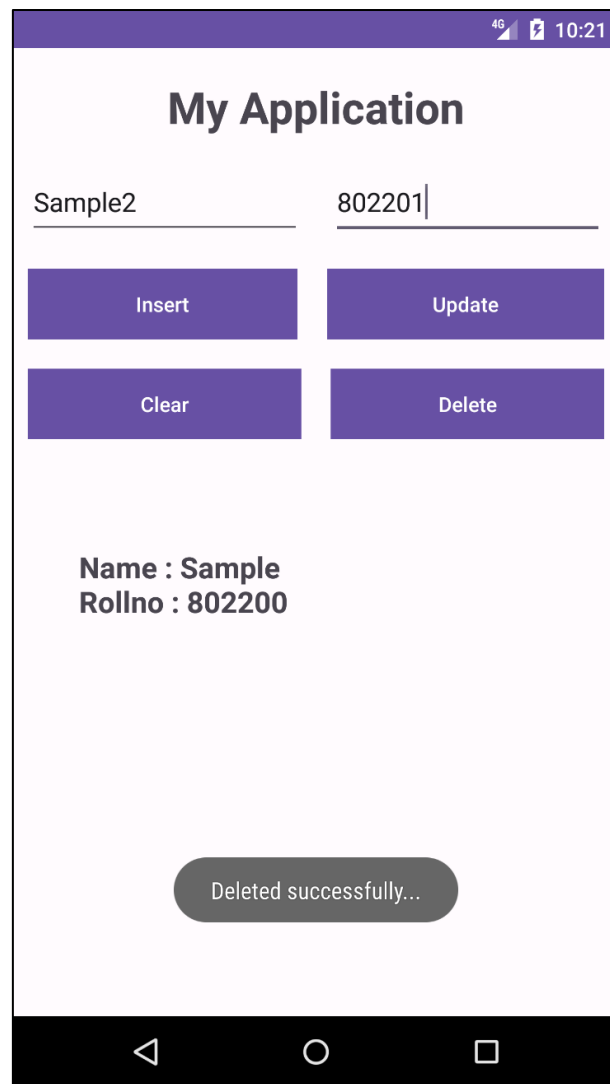 4G 10:21
My Application
Sample2 802201
Insert Update
Clear Delete
Name : Sample
Rollno : 802200
Deleted successfully...